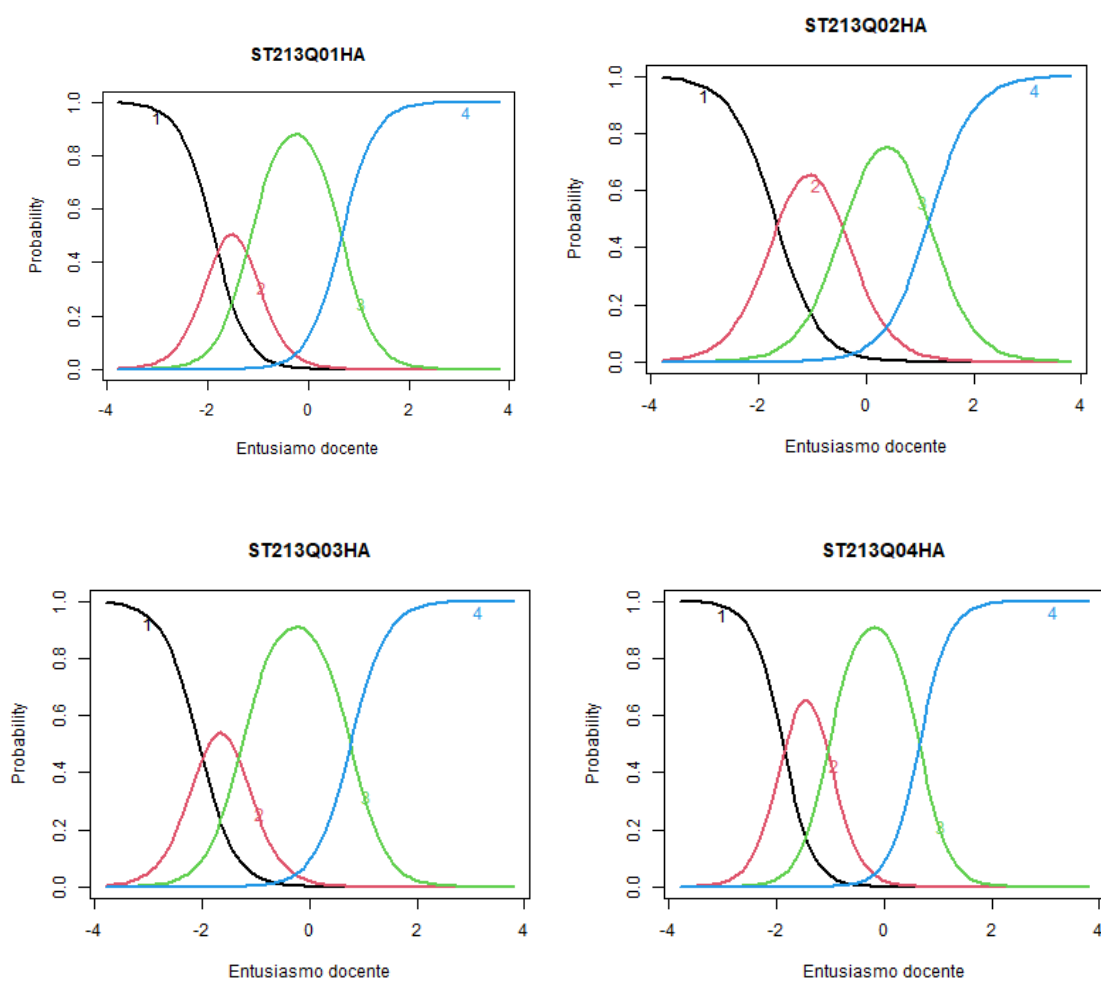 ST213Q01HA
Probability
0.0 0.2 0.4 0.6 0.8 1.0
1
2
3
4
-4 -2 0 2 4
Entusiamo docente
ST213Q02HA
Probability
0.0 0.2 0.4 0.6 0.8 1.0
1
2
3
4
-4 -2 0 2 4
Entusiasmo docente
ST213Q03HA
Probability
0.0 0.2 0.4 0.6 0.8 1.0
1
2
3
4
-4 -2 0 2 4
Entusiasmo docente
ST213Q04HA
Probability
0.0 0.2 0.4 0.6 0.8 1.0
1
2
3
4
-4 -2 0 2 4
Entusiasmo docente